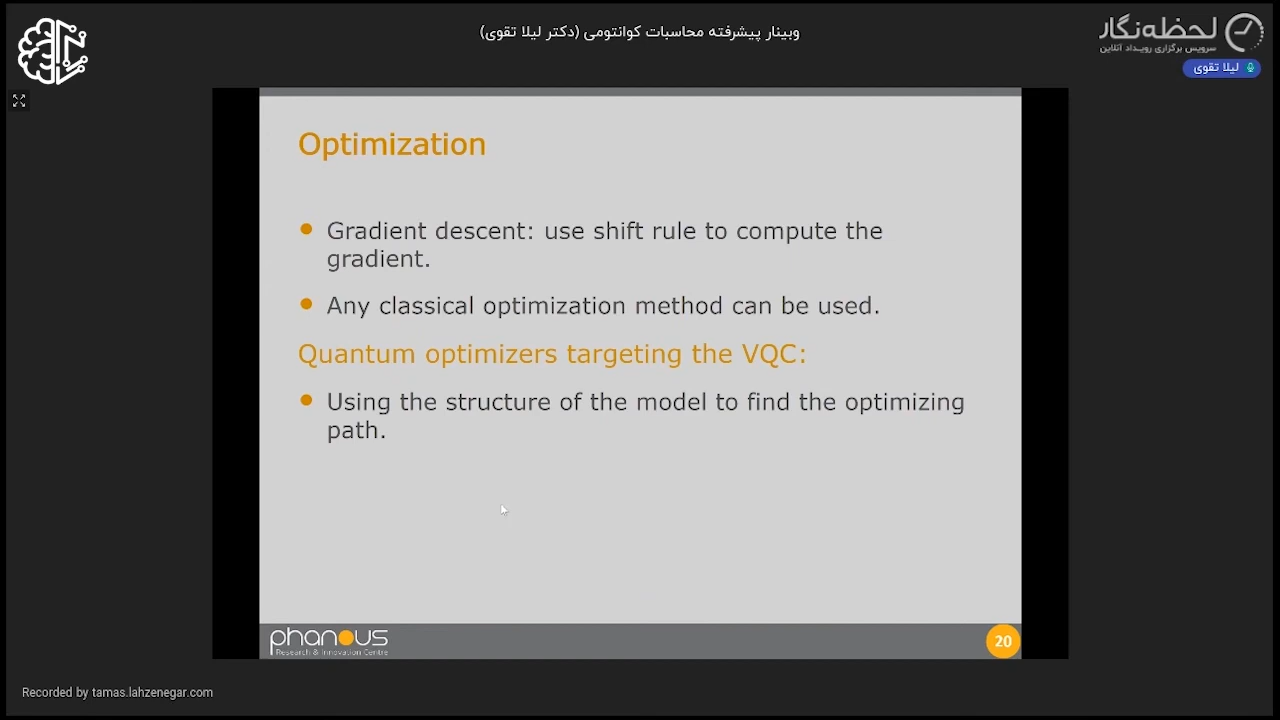 وبینار پیشرفته محاسبات کوانتومی (دکتر لیلا تقوی)
لحظه‌نگار
سرویس برگزاری رویداد آنلاین
لیلا تقوی
Optimization
Gradient descent: use shift rule to compute the
gradient.
Any classical optimization method can be used.
Quantum optimizers targeting the VQC:
Using the structure of the model to find the optimizing
path.
phanous
Research & Innovation Centre
20
Recorded by tamas.lahzenegar.com